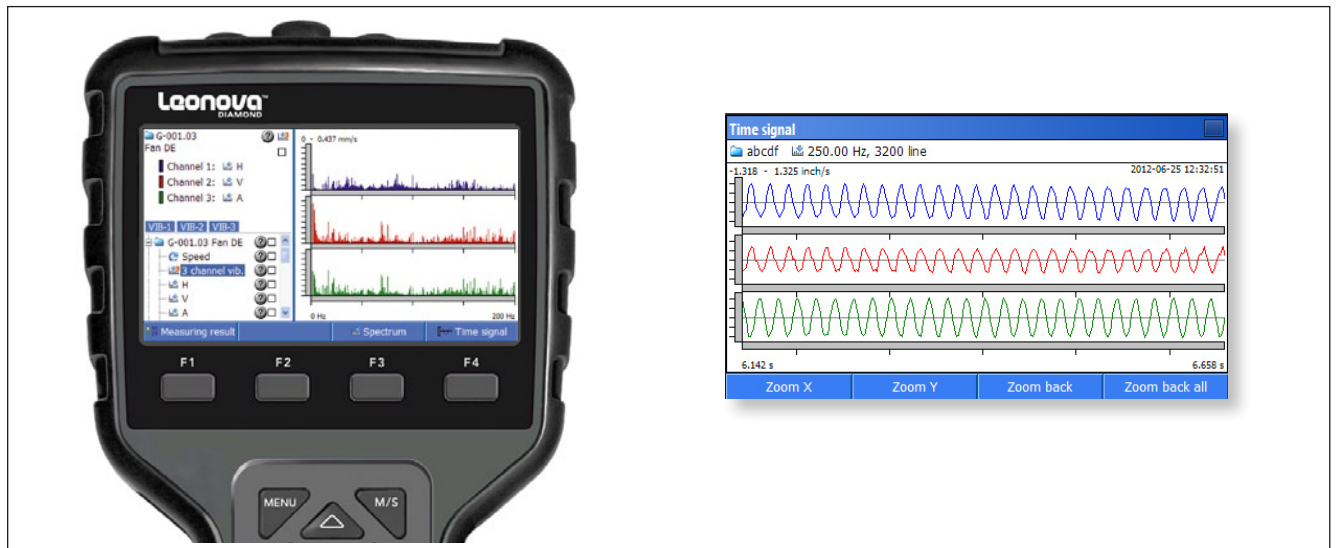 Leonova™
DIAMOND
G-001.03
Fan DE
Channel 1: H
Channel 2: V
Channel 3: A
VIB-1 VIB-2 VIB-3
G-001.03 Fan DE
Speed
3 channel vib.
H
V
A
0 - 0.437 mm/s
0 Hz 200 Hz
Measuring result Spectrum Time signal
F1 F2 F3 F4
MENU M/S
Time signal
abcdf 250.00 Hz, 3200 line
-1.318 - 1.325 inch/s 2012-06-25 12:32:51
6.142 s 6.658 s
Zoom X Zoom Y Zoom back Zoom back all